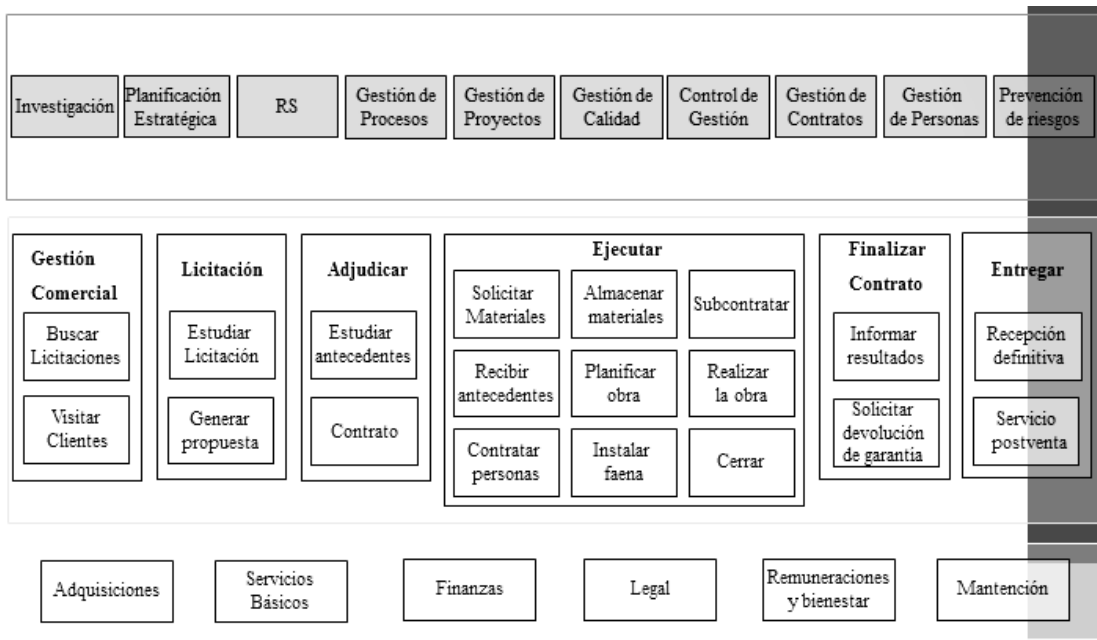 Investigación
Planificación
Estratégica
RS
Gestión de
Procesos
Gestión de
Proyectos
Gestión de
Calidad
Control de
Gestión
Gestión de
Contratos
Gestión
de Personas
Prevención
de riesgos
Gestión
Comercial
Buscar
Licitaciones
Visitar
Clientes
Licitación
Estudiar
Licitación
Generar
propuesta
Adjudicar
Estudiar
antecedentes
Contrato
Ejecutar
Solicitar
Materiales
Almacenar
materiales
Subcontratar
Recibir
antecedentes
Planificar
obra
Realizar
la obra
Contratar
personas
Instalar
faena
Cerrar
Finalizar
Contrato
Informar
resultados
Solicitar
devolución
de garantía
Entregar
Recepción
definitiva
Servicio
postventa
Adquisiciones
Servicios
Básicos
Finanzas
Legal
Remuneraciones
y bienestar
Mantención